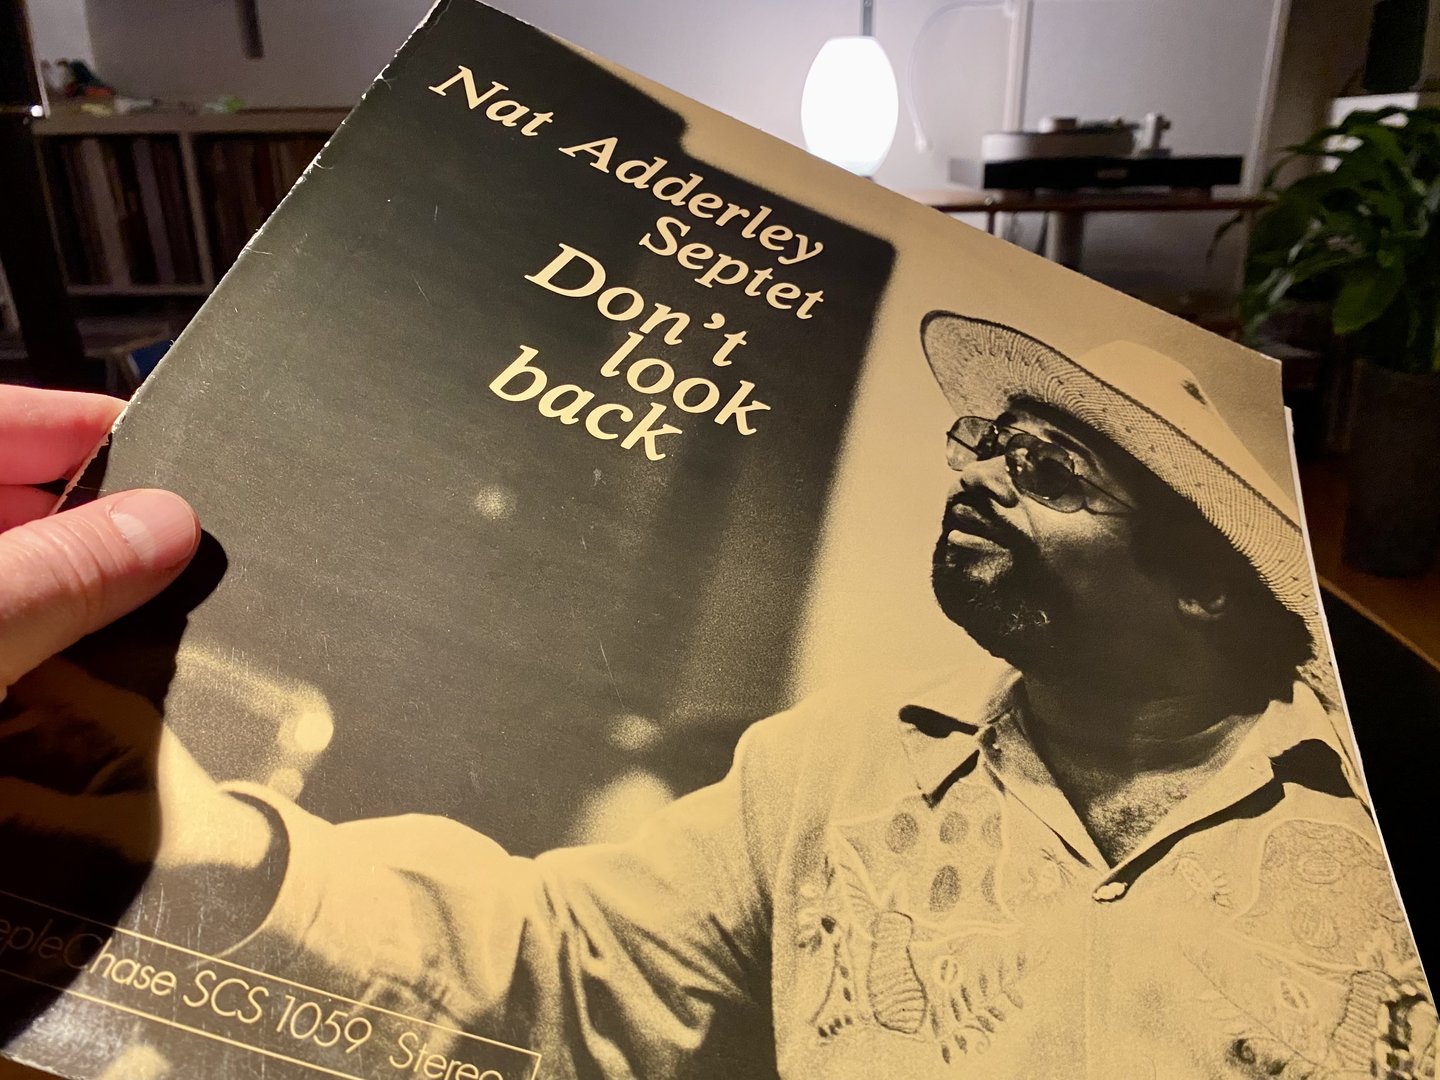 Nat Adderley
Septet
Don't
look
back
epleChase SCS 1059 Stereo